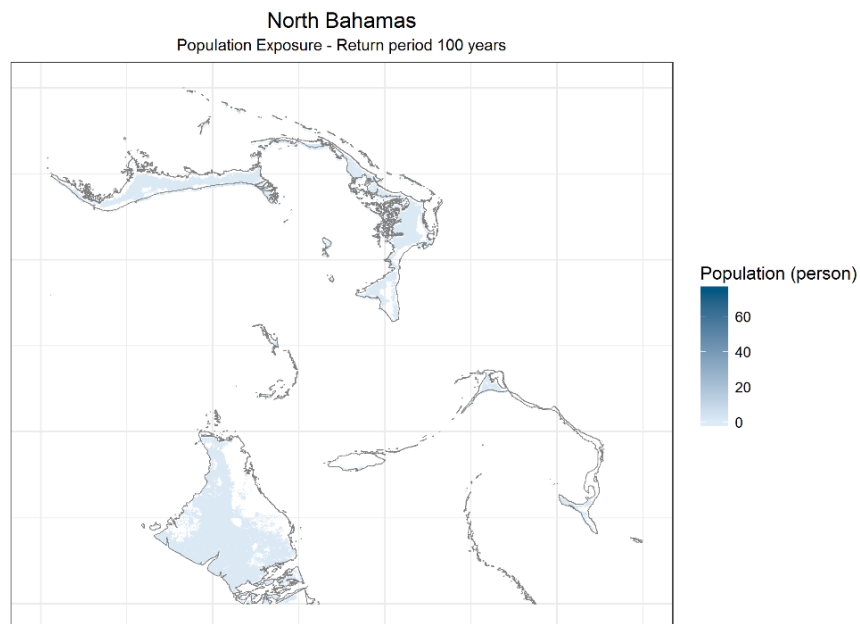 North Bahamas
Population Exposure - Return period 100 years
Population (person)
60
40
20
0